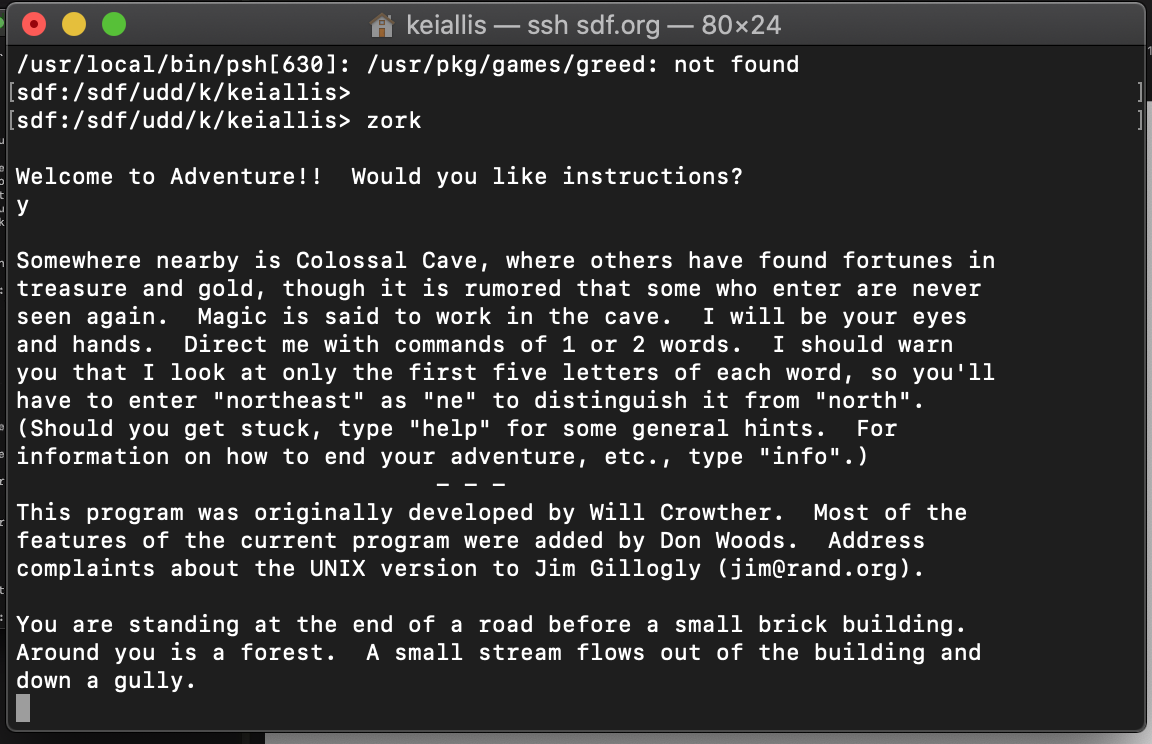 keiallis — ssh sdf.org — 80×24
/usr/local/bin/psh[630]: /usr/pkg/games/greed: not found
[sdf:/sdf/udd/k/keiallis> ]
[sdf:/sdf/udd/k/keiallis> zork ]
Welcome to Adventure!!  Would you like instructions?
y
Somewhere nearby is Colossal Cave, where others have found fortunes in
treasure and gold, though it is rumored that some who enter are never
seen again.  Magic is said to work in the cave.  I will be your eyes
and hands.  Direct me with commands of 1 or 2 words.  I should warn
you that I look at only the first five letters of each word, so you'll
have to enter "northeast" as "ne" to distinguish it from "north".
(Should you get stuck, type "help" for some general hints.  For
information on how to end your adventure, etc., type "info".)
– – –
This program was originally developed by Will Crowther.  Most of the
features of the current program were added by Don Woods.  Address
complaints about the UNIX version to Jim Gillogly (jim@rand.org).
You are standing at the end of a road before a small brick building.
Around you is a forest.  A small stream flows out of the building and
down a gully.